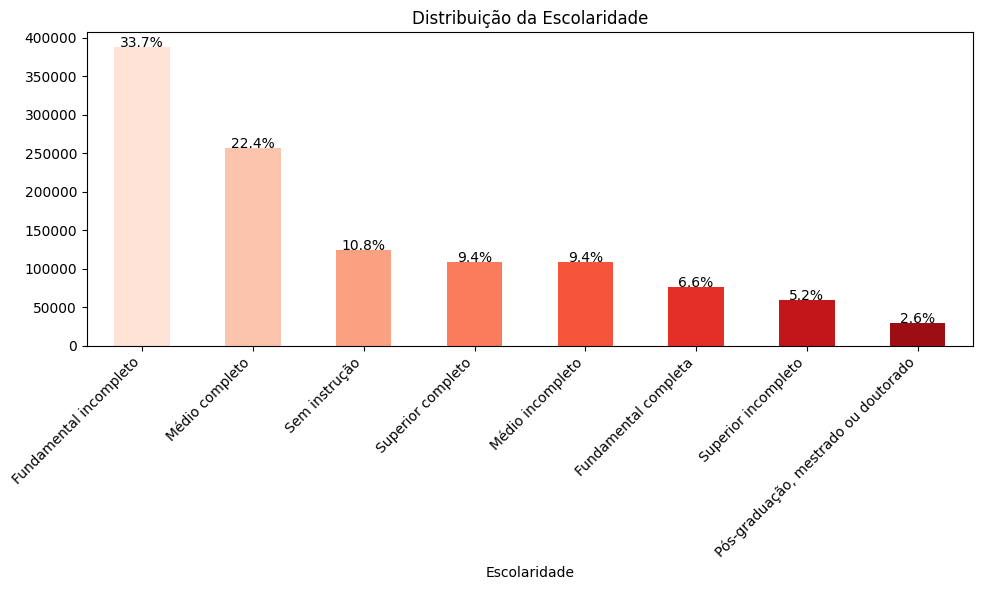 Distribuição da Escolaridade
400000
350000
300000
250000
200000
150000
100000
50000
0
33.7%
22.4%
10.8%
9.4%
9.4%
6.6%
5.2%
2.6%
Fundamental incompleto
Médio completo
Sem instrução
Superior completo
Médio incompleto
Fundamental completa
Superior incompleto
Pós-graduação, mestrado ou doutorado
Escolaridade